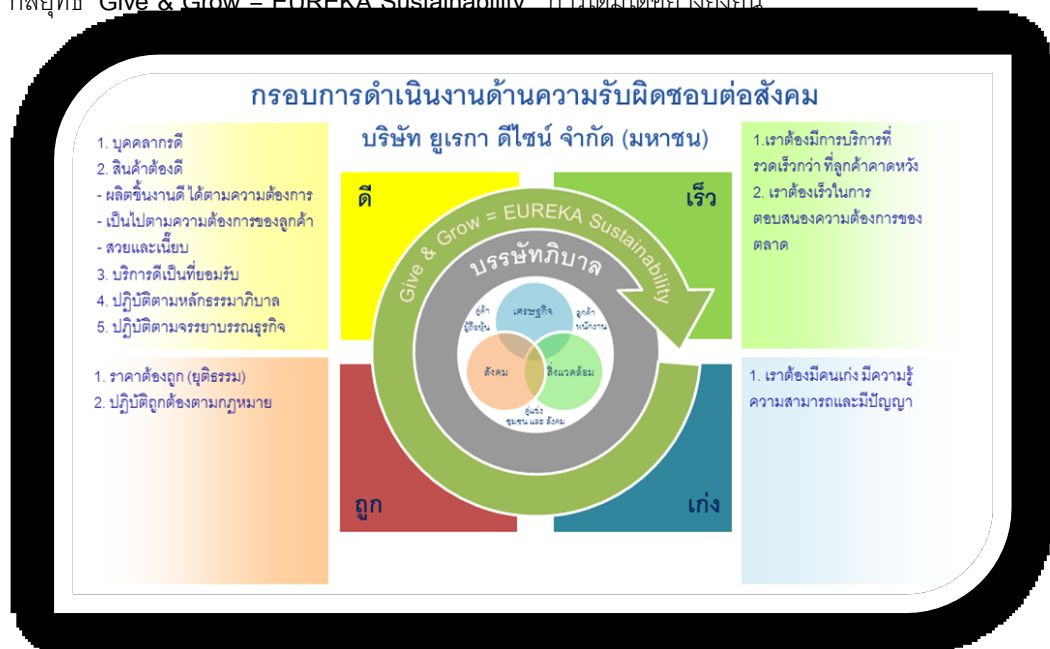 "Give & Grow = EUREKA Sustainability"
กรอบการดำเนินงานด้านความรับผิดชอบต่อสังคม
บริษัท ยูเรกา ดีไซน์ จำกัด (มหาชน)
1. บุคคลากรดี
2. สินค้าต้องดี
- ผลิตชิ้นงานดี ได้ตามความต้องการ
- เป็นไปตามความต้องการของลูกค้า
- สวยและเนี๊ยบ
3. บริการดีเป็นที่ยอมรับ
4. ปฏิบัติตามหลักธรรมาภิบาล
5. ปฏิบัติตามจรรยาบรรณธุรกิจ
ดี
เร็ว
1.เราต้องมีการบริการที่
รวดเร็วกว่า ที่ลูกค้าคาดหวัง
2. เราต้องเร็วในการ
ตอบสนองความต้องการของ
ตลาด
Give & Grow = EUREKA Sustainability
บรรษัทภิบาล
คู่ค้า
ผู้ถือหุ้น
เศรษฐกิจ
ลูกค้า
พนักงาน
สังคม
สิ่งแวดล้อม
คู่แข่ง
ชุมชน และ สังคม
1. ราคาต้องถูก (ยุติธรรม)
2. ปฏิบัติถูกต้องตามกฎหมาย
ถูก
เก่ง
1. เราต้องมีคนเก่ง มีความรู้
ความสามารถและมีปัญญา